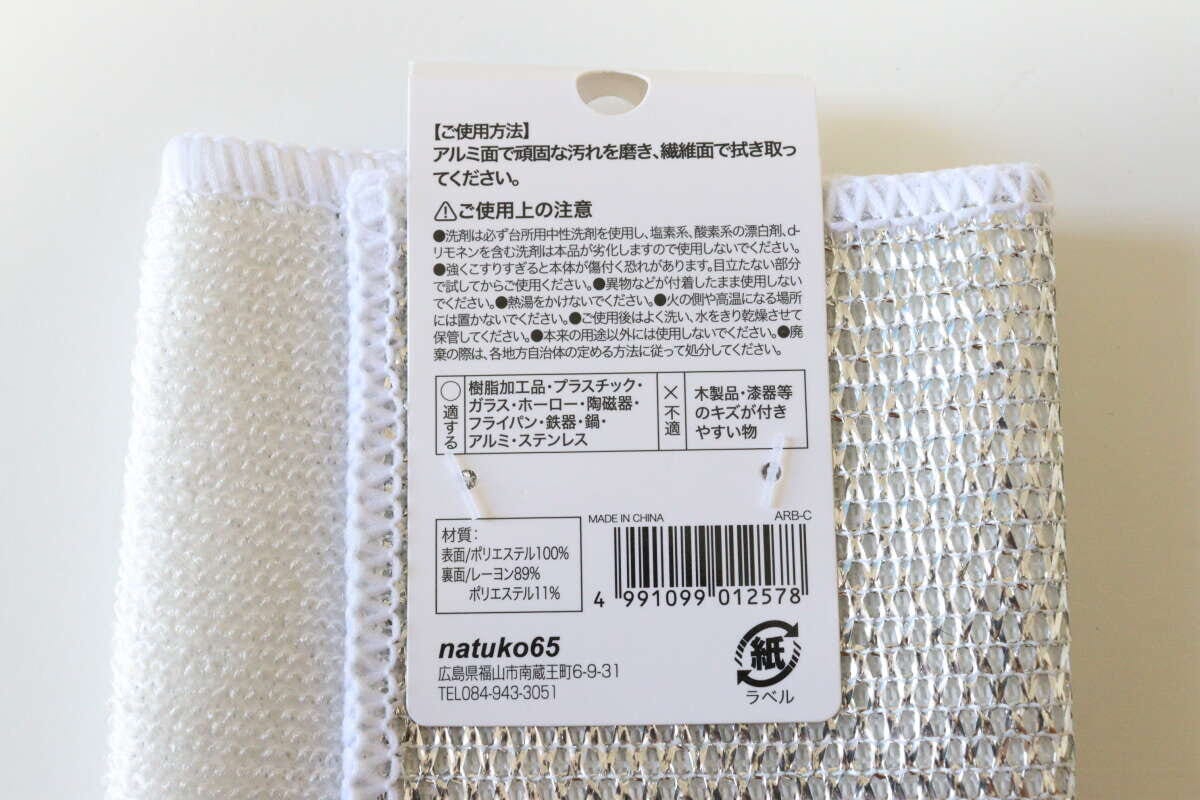 【ご使用方法】
アルミ面で頑固な汚れを磨き、繊維面で拭き取っ
てください。
⚠ご使用上の注意
●洗剤は必ず台所用中性洗剤を使用し、塩素系、酸素系の漂白剤、d-
リモネンを含む洗剤は本品が劣化しますので使用しないでください。
●強くこすりすぎると本体が傷付く恐れがあります。目立たない部分
で試してからご使用ください。●異物などが付着したまま使用しない
でください。●熱湯をかけないでください。●火の側や高温になる場所
には置かないでください。●ご使用後はよく洗い、水をきり乾燥させて
保管してください。●本来の用途以外には使用しないでください。●廃
棄の際は、各地方自治体の定める方法に従って処分してください。
○適する
樹脂加工品・プラスチック・
ガラス・ホーロー・陶磁器・
フライパン・鉄器・鍋・
アルミ・ステンレス
×不適
木製品・漆器等
のキズが付き
やすい物
材質：
表面/ポリエステル100%
裏面/レーヨン89%
ポリエステル11%
MADE IN CHINA
ARB-C
4 991099 012578
natuko65
広島県福山市南蔵王町6-9-31
TEL084-943-3051
紙
ラベル